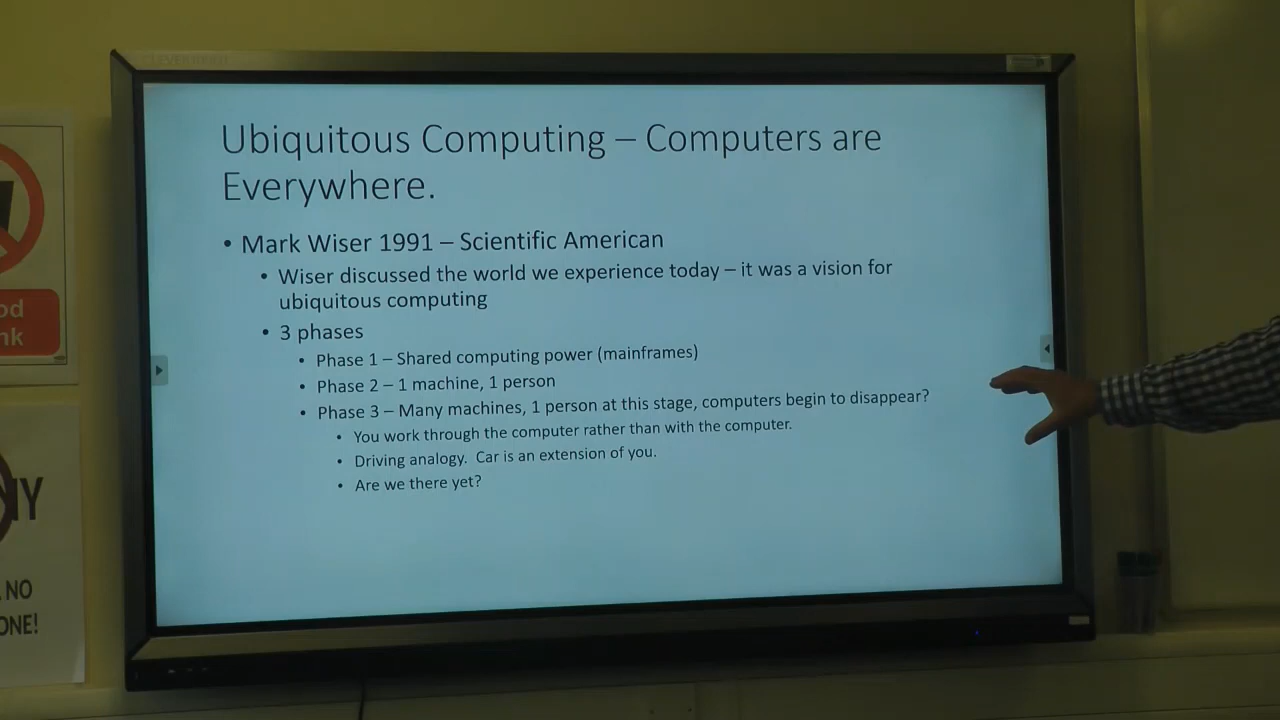 CLEVERTOUCH
Ubiquitous Computing – Computers are
Everywhere.
• Mark Wiser 1991 – Scientific American
• Wiser discussed the world we experience today – it was a vision for
ubiquitous computing
• 3 phases
• Phase 1 – Shared computing power (mainframes)
• Phase 2 – 1 machine, 1 person
• Phase 3 – Many machines, 1 person at this stage, computers begin to disappear?
• You work through the computer rather than with the computer.
• Driving analogy. Car is an extension of you.
• Are we there yet?
od
nk
NY
NO
ONE!